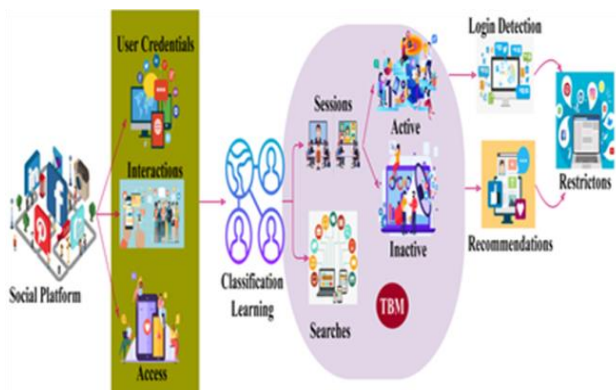 User Credentials
Interactions
Access
Social Platform
Classification
Learning
Sessions
Searches
Active
Inactive
TBM
Login Detection
Recommendations
Restrictons